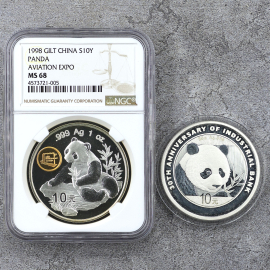 1998 GILT CHINA S10Y
PANDA
AVIATION EXPO
MS 68
4573721-005
NUMISMATIC GUARANTY CORPORATION
NGC
999 Ag 1 oz
10元
30TH ANNIVERSARY OF INDUSTRIAL BANK
10元